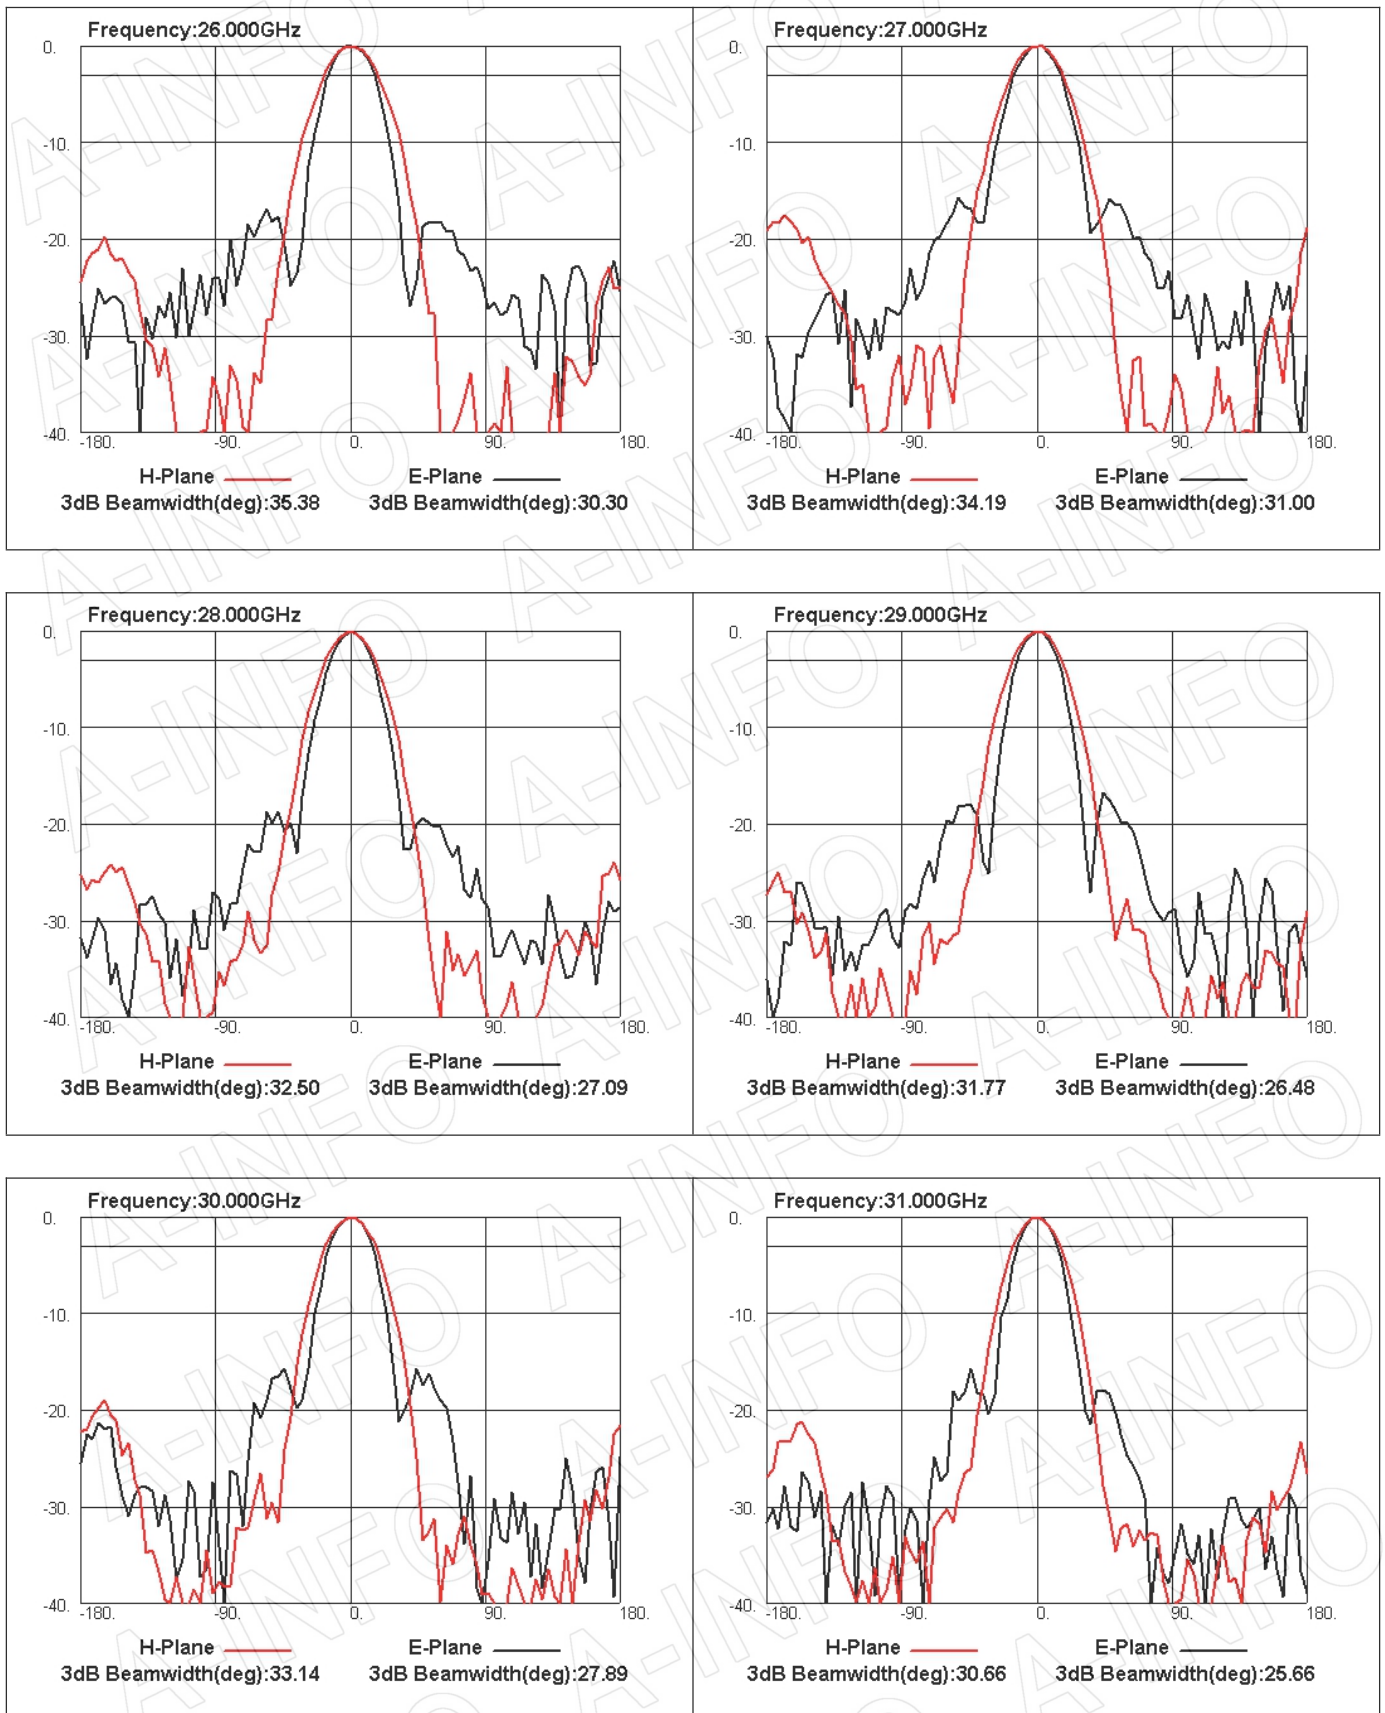 Frequency:26.000GHz
0.
-10.
-20.
-30.
-40.
-180.
-90.
0.
90.
180.
H-Plane
E-Plane
3dB Beamwidth(deg):35.38
3dB Beamwidth(deg):30.30
Frequency:27.000GHz
0.
-10.
-20.
-30.
-40.
-180.
-90.
0.
90.
180.
H-Plane
E-Plane
3dB Beamwidth(deg):34.19
3dB Beamwidth(deg):31.00
Frequency:28.000GHz
0.
-10.
-20.
-30.
-40.
-180.
-90.
0.
90.
180.
H-Plane
E-Plane
3dB Beamwidth(deg):32.50
3dB Beamwidth(deg):27.09
Frequency:29.000GHz
0.
-10.
-20.
-30.
-40.
-180.
-90.
0.
90.
180.
H-Plane
E-Plane
3dB Beamwidth(deg):31.77
3dB Beamwidth(deg):26.48
Frequency:30.000GHz
0.
-10.
-20.
-30.
-40.
-180.
-90.
0.
90.
180.
H-Plane
E-Plane
3dB Beamwidth(deg):33.14
3dB Beamwidth(deg):27.89
Frequency:31.000GHz
0.
-10.
-20.
-30.
-40.
-180.
-90.
0.
90.
180.
H-Plane
E-Plane
3dB Beamwidth(deg):30.66
3dB Beamwidth(deg):25.66
A-INFO